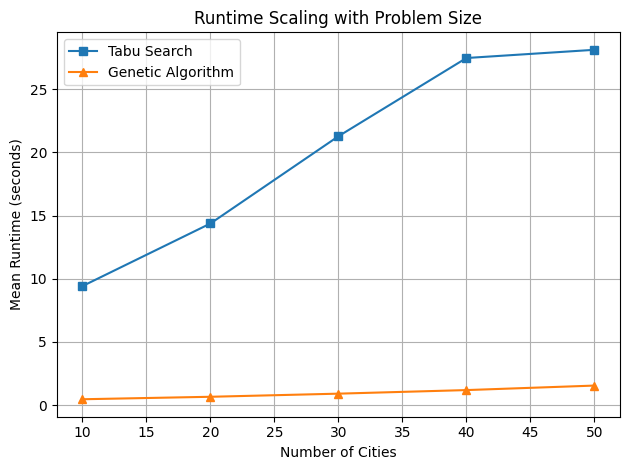 Runtime Scaling with Problem Size
Tabu Search
Genetic Algorithm
Mean Runtime (seconds)
25
20
15
10
5
0
10 15 20 25 30 35 40 45 50
Number of Cities